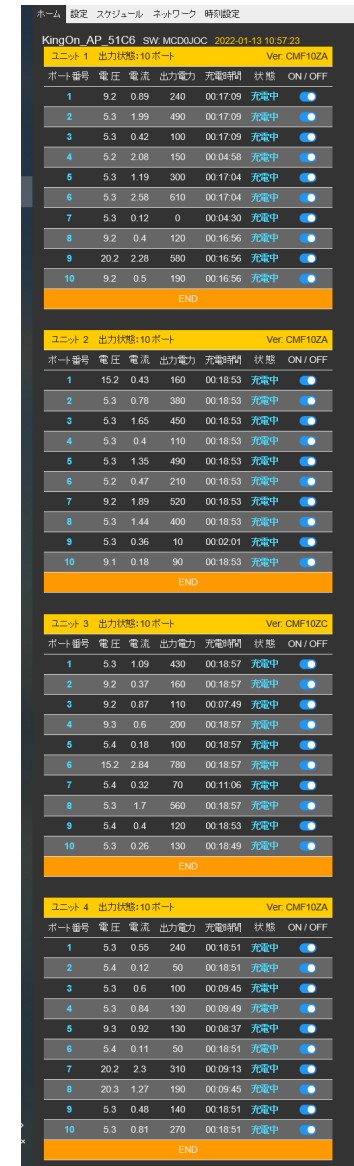 ホーム 設定 スケジュール ネットワーク 時刻設定
KingOn_AP_51C6 SW: MCD0JOC 2022-01-13 10:57:23
ユニット 1 出力状態:10ポート Ver: CMF10ZA
ポート番号 電圧 電流 出力電力 充電時間 状態 ON / OFF
1 9.2 0.89 240 00:17:09 充電中
2 5.3 1.99 490 00:17:09 充電中
3 5.3 0.42 100 00:17:09 充電中
4 5.2 2.08 150 00:04:58 充電中
5 5.3 1.19 300 00:17:04 充電中
6 5.3 2.58 610 00:17:04 充電中
7 5.3 0.12 0 00:04:30 充電中
8 9.2 0.4 120 00:16:56 充電中
9 20.2 2.28 580 00:16:56 充電中
10 9.2 0.5 190 00:16:56 充電中
END
ユニット 2 出力状態:10ポート Ver: CMF10ZA
ポート番号 電圧 電流 出力電力 充電時間 状態 ON / OFF
1 15.2 0.43 160 00:18:53 充電中
2 5.3 0.78 380 00:18:53 充電中
3 5.3 1.65 450 00:18:53 充電中
4 5.3 0.4 110 00:18:53 充電中
5 5.3 1.35 490 00:18:53 充電中
6 5.2 0.47 210 00:18:53 充電中
7 9.2 1.89 520 00:18:53 充電中
8 5.3 1.44 400 00:18:53 充電中
9 5.3 0.36 10 00:02:01 充電中
10 9.1 0.18 90 00:18:53 充電中
END
ユニット 3 出力状態:10ポート Ver: CMF10ZC
ポート番号 電圧 電流 出力電力 充電時間 状態 ON / OFF
1 5.3 1.09 430 00:18:57 充電中
2 9.2 0.37 160 00:18:57 充電中
3 9.2 0.87 110 00:07:49 充電中
4 9.3 0.6 200 00:18:57 充電中
5 5.4 0.18 100 00:18:57 充電中
6 15.2 2.84 780 00:18:57 充電中
7 5.4 0.32 70 00:11:06 充電中
8 5.3 1.7 560 00:18:57 充電中
9 5.4 0.4 120 00:18:53 充電中
10 5.3 0.26 130 00:18:49 充電中
END
ユニット 4 出力状態:10ポート Ver: CMF10ZA
ポート番号 電圧 電流 出力電力 充電時間 状態 ON / OFF
1 5.3 0.55 240 00:18:51 充電中
2 5.4 0.12 50 00:18:51 充電中
3 5.3 0.6 100 00:09:45 充電中
4 5.3 0.84 130 00:09:49 充電中
5 9.3 0.92 130 00:08:37 充電中
6 5.4 0.11 50 00:18:51 充電中
7 20.2 2.3 310 00:09:13 充電中
8 20.3 1.27 190 00:09:45 充電中
9 5.3 0.48 140 00:18:51 充電中
10 5.3 0.81 270 00:18:51 充電中
END